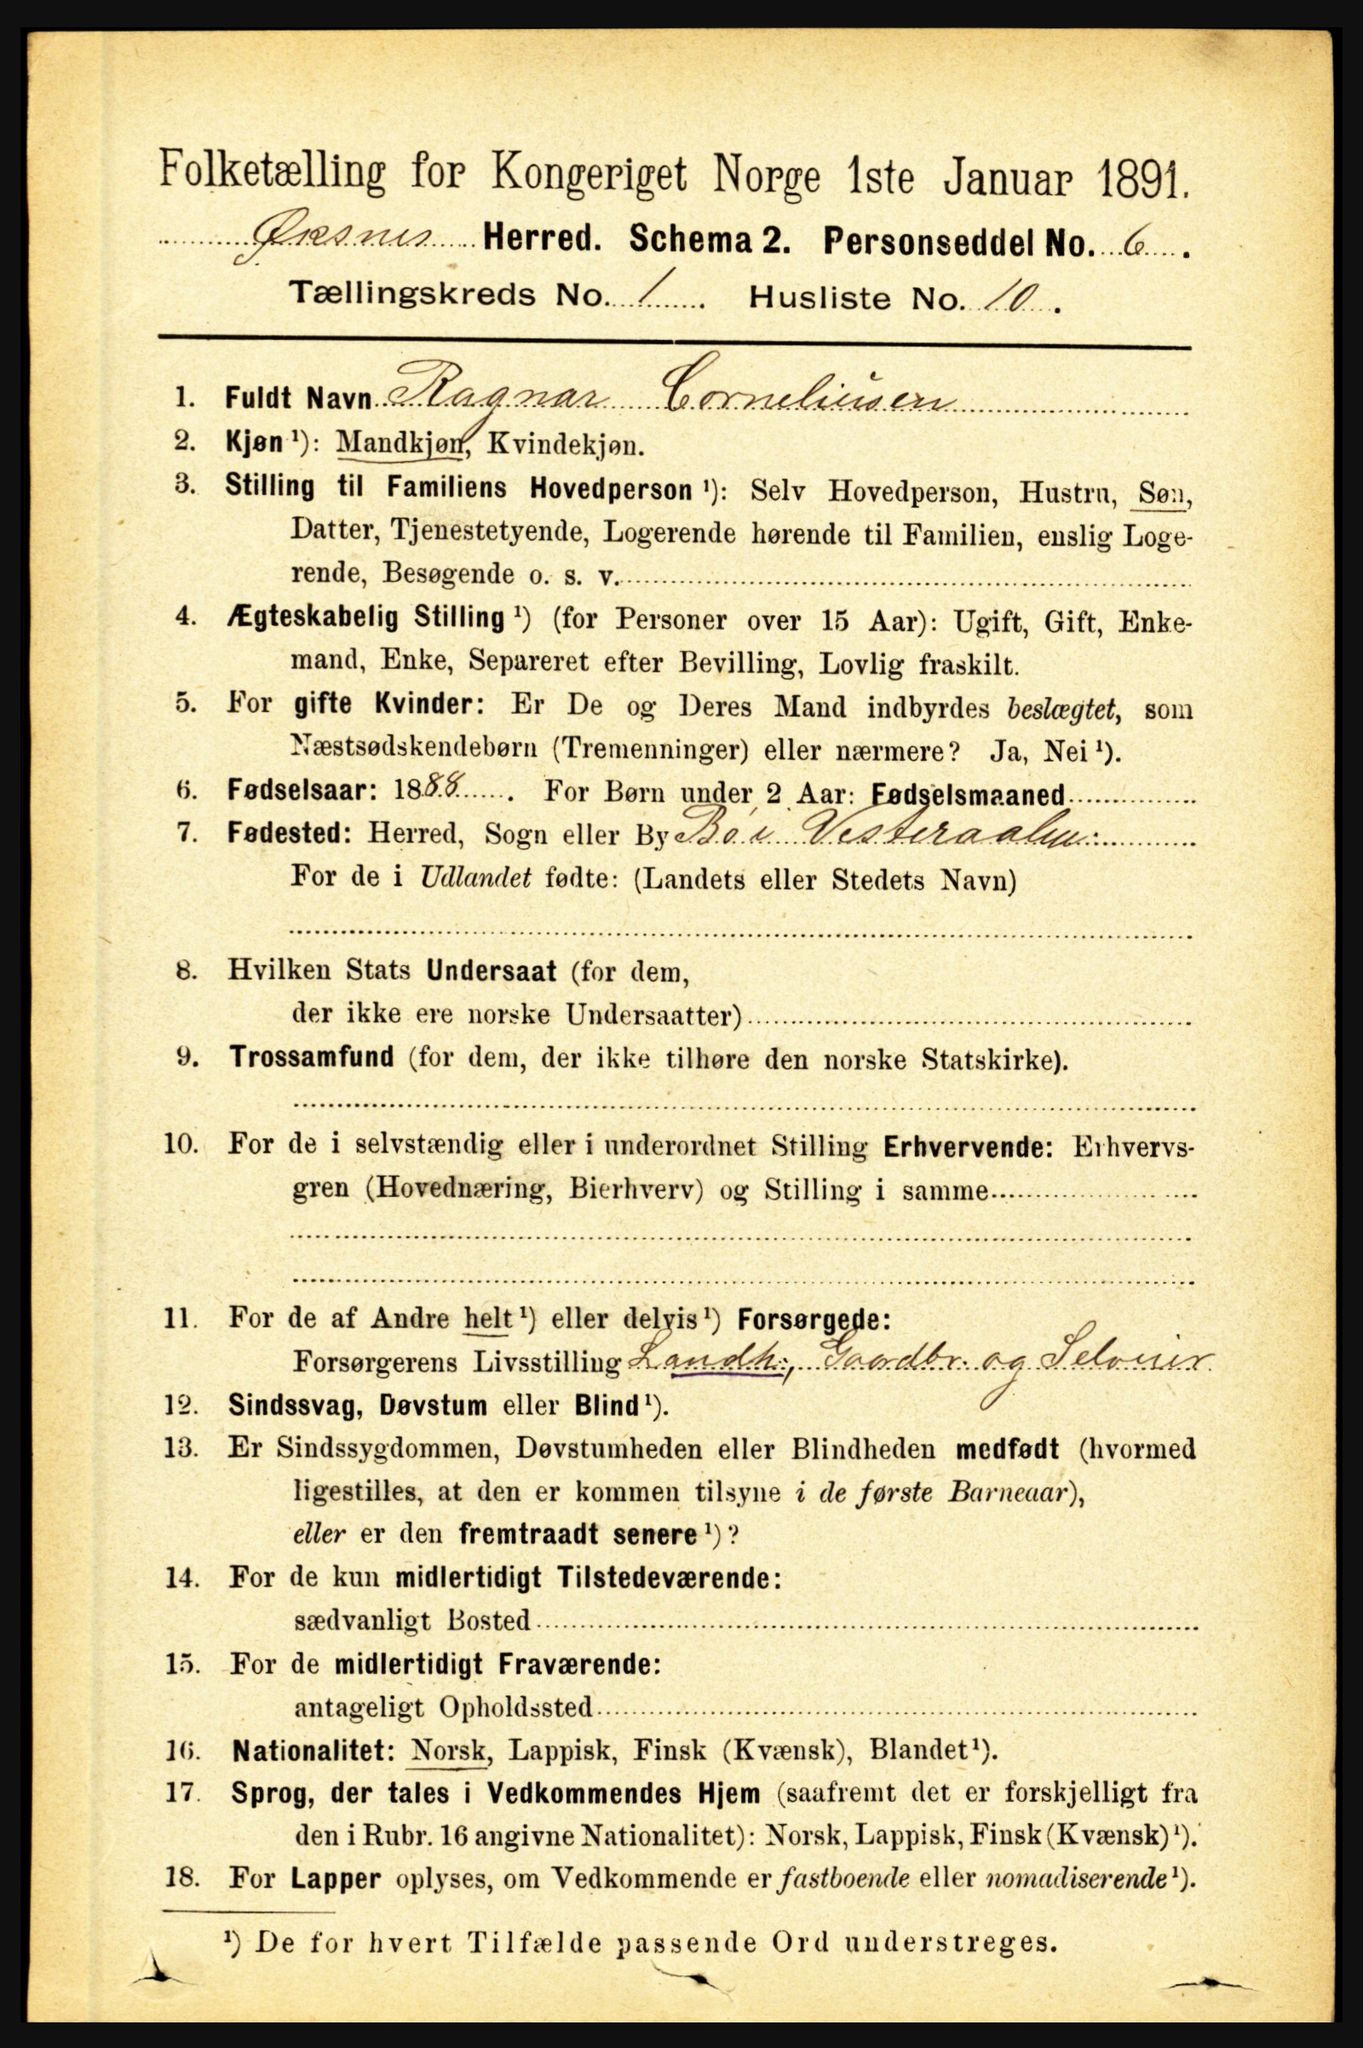 Folketælling for Kongeriget Norge 1ste Januar 1891.
Øksnes Herred. Schema 2. Personseddel No. 6.
Tællingskreds No. 1. Husliste No. 10.
1. Fuldt Navn Ragnar Corneliusen
2. Kjøn ¹): Mandkjøn, Kvindekjøn.
3. Stilling til Familiens Hovedperson ¹): Selv Hovedperson, Hustru, Søn,
Datter, Tjenestetyende, Logerende hørende til Familien, enslig Loge-
rende, Besøgende o. s. v.
4. Ægteskabelig Stilling ¹) (for Personer over 15 Aar): Ugift, Gift, Enke-
mand, Enke, Separeret efter Bevilling, Lovlig fraskilt.
5. For gifte Kvinder: Er De og Deres Mand indbyrdes beslægtet, som
Næstsødskendebørn (Tremenninger) eller nærmere? Ja, Nei ¹).
6. Fødselsaar: 1888. For Børn under 2 Aar: Fødselsmaaned
7. Fødested: Herred, Sogn eller By Bø i Vesteraalen:
For de i Udlandet fødte: (Landets eller Stedets Navn)
8. Hvilken Stats Undersaat (for dem,
der ikke ere norske Undersaatter)
9. Trossamfund (for dem, der ikke tilhøre den norske Statskirke).
10. For de i selvstændig eller i underordnet Stilling Erhvervende: Erhvervs-
gren (Hovednæring, Bierhverv) og Stilling i samme
11. For de af Andre helt ¹) eller delvis ¹) Forsørgede:
Forsørgerens Livsstilling Landh:, Gaardbr. og Selveier
12. Sindssvag, Døvstum eller Blind ¹).
13. Er Sindssygdommen, Døvstumheden eller Blindheden medfødt (hvormed
ligestilles, at den er kommen tilsyne i de første Barneaar),
eller er den fremtraadt senere ¹)?
14. For de kun midlertidigt Tilstedeværende:
sædvanligt Bosted
15. For de midlertidigt Fraværende:
antageligt Opholdssted
16. Nationalitet: Norsk, Lappisk, Finsk (Kvænsk), Blandet ¹).
17. Sprog, der tales i Vedkommendes Hjem (saafremt det er forskjelligt fra
den i Rubr. 16 angivne Nationalitet): Norsk, Lappisk, Finsk (Kvænsk) ¹).
18. For Lapper oplyses, om Vedkommende er fastboende eller nomadiserende ¹).
¹) De for hvert Tilfælde passende Ord understreges.